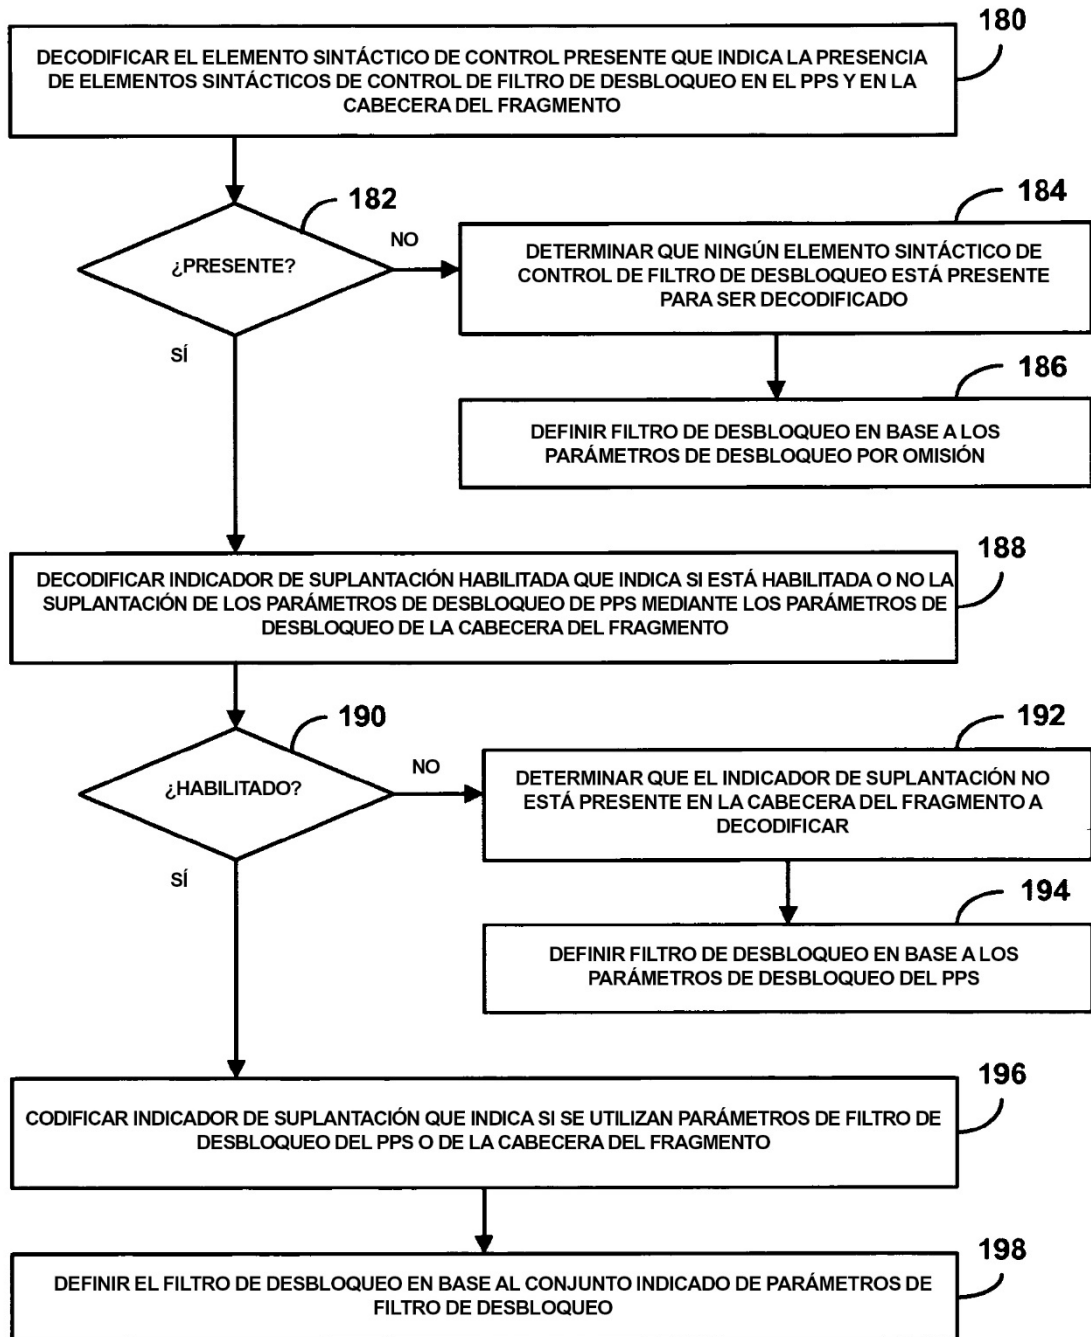 180
DECODIFICAR EL ELEMENTO SINTÁCTICO DE CONTROL PRESENTE QUE INDICA LA PRESENCIA
DE ELEMENTOS SINTÁCTICOS DE CONTROL DE FILTRO DE DESBLOQUEO EN EL PPS Y EN LA
CABECERA DEL FRAGMENTO
182
¿PRESENTE?
NO
SÍ
184
DETERMINAR QUE NINGÚN ELEMENTO SINTÁCTICO DE
CONTROL DE FILTRO DE DESBLOQUEO ESTÁ PRESENTE
PARA SER DECODIFICADO
186
DEFINIR FILTRO DE DESBLOQUEO EN BASE A LOS
PARÁMETROS DE DESBLOQUEO POR OMISIÓN
188
DECODIFICAR INDICADOR DE SUPLANTACIÓN HABILITADA QUE INDICA SI ESTÁ HABILITADA O NO LA
SUPLANTACIÓN DE LOS PARÁMETROS DE DESBLOQUEO DE PPS MEDIANTE LOS PARÁMETROS DE
DESBLOQUEO DE LA CABECERA DEL FRAGMENTO
190
¿HABILITADO?
NO
SÍ
192
DETERMINAR QUE EL INDICADOR DE SUPLANTACIÓN NO
ESTÁ PRESENTE EN LA CABECERA DEL FRAGMENTO A
DECODIFICAR
194
DEFINIR FILTRO DE DESBLOQUEO EN BASE A LOS
PARÁMETROS DE DESBLOQUEO DEL PPS
196
CODIFICAR INDICADOR DE SUPLANTACIÓN QUE INDICA SI SE UTILIZAN PARÁMETROS DE FILTRO DE
DESBLOQUEO DEL PPS O DE LA CABECERA DEL FRAGMENTO
198
DEFINIR EL FILTRO DE DESBLOQUEO EN BASE AL CONJUNTO INDICADO DE PARÁMETROS DE
FILTRO DE DESBLOQUEO